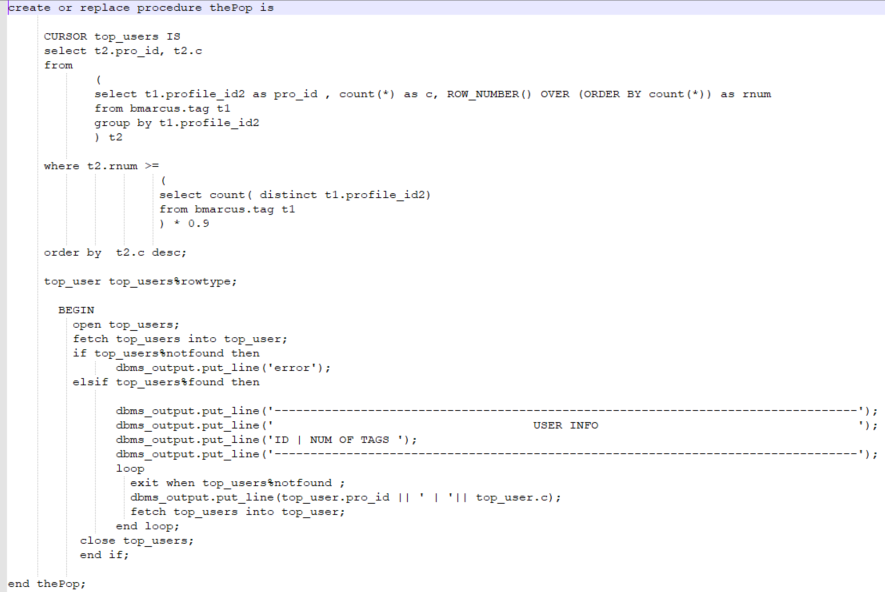 create or replace procedure thePop is
CURSOR top_users IS
select t2.pro_id, t2.c
from
(
select t1.profile_id2 as pro_id , count(*) as c, ROW_NUMBER() OVER (ORDER BY count(*)) as rnum
from bmarcus.tag t1
group by t1.profile_id2
) t2
where t2.rnum >=
(
select count( distinct t1.profile_id2)
from bmarcus.tag t1
) * 0.9
order by  t2.c desc;
top_user top_users%rowtype;
BEGIN
open top_users;
fetch top_users into top_user;
if top_users%notfound then
dbms_output.put_line('error');
elsif top_users%found then
dbms_output.put_line('---------------------------------------------------------------------------------');
dbms_output.put_line('                                    USER INFO                                    ');
dbms_output.put_line('ID | NUM OF TAGS ');
dbms_output.put_line('---------------------------------------------------------------------------------');
loop
exit when top_users%notfound ;
dbms_output.put_line(top_user.pro_id || ' | '|| top_user.c);
fetch top_users into top_user;
end loop;
close top_users;
end if;
end thePop;